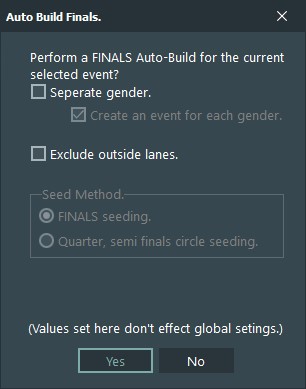 Auto Build Finals.
Perform a FINALS Auto-Build for the current
selected event?
Seperate gender.
Create an event for each gender.
Exclude outside lanes.
Seed Method.
FINALS seeding.
Quarter, semi finals circle seeding.
(Values set here don't effect global setings.)
Yes
No